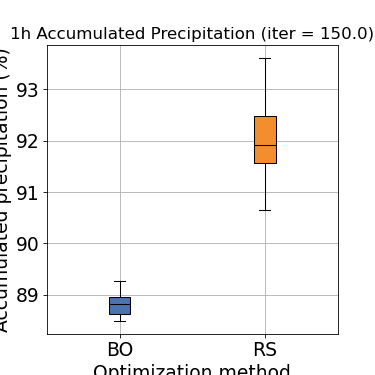 1h Accumulated Precipitation (iter = 150.0)
Accumulated precipitation (%)
93
92
91
90
89
BO RS
Optimization method